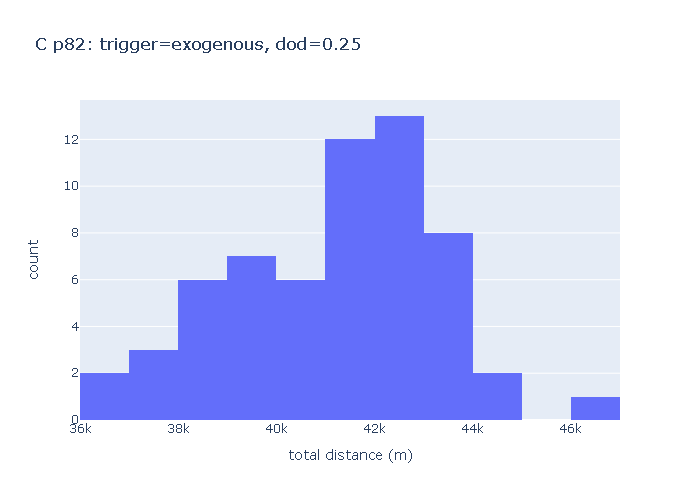 C p82: trigger=exogenous, dod=0.25
12
10
8
6
4
2
0
36k 38k 40k 42k 44k 46k
count
total distance (m)